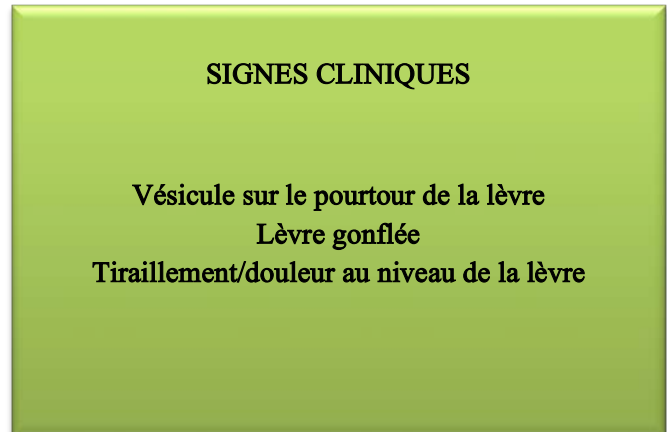 SIGNES CLINIQUES
Vésicule sur le pourtour de la lèvre
Lèvre gonflée
Tiraillement/douleur au niveau de la lèvre